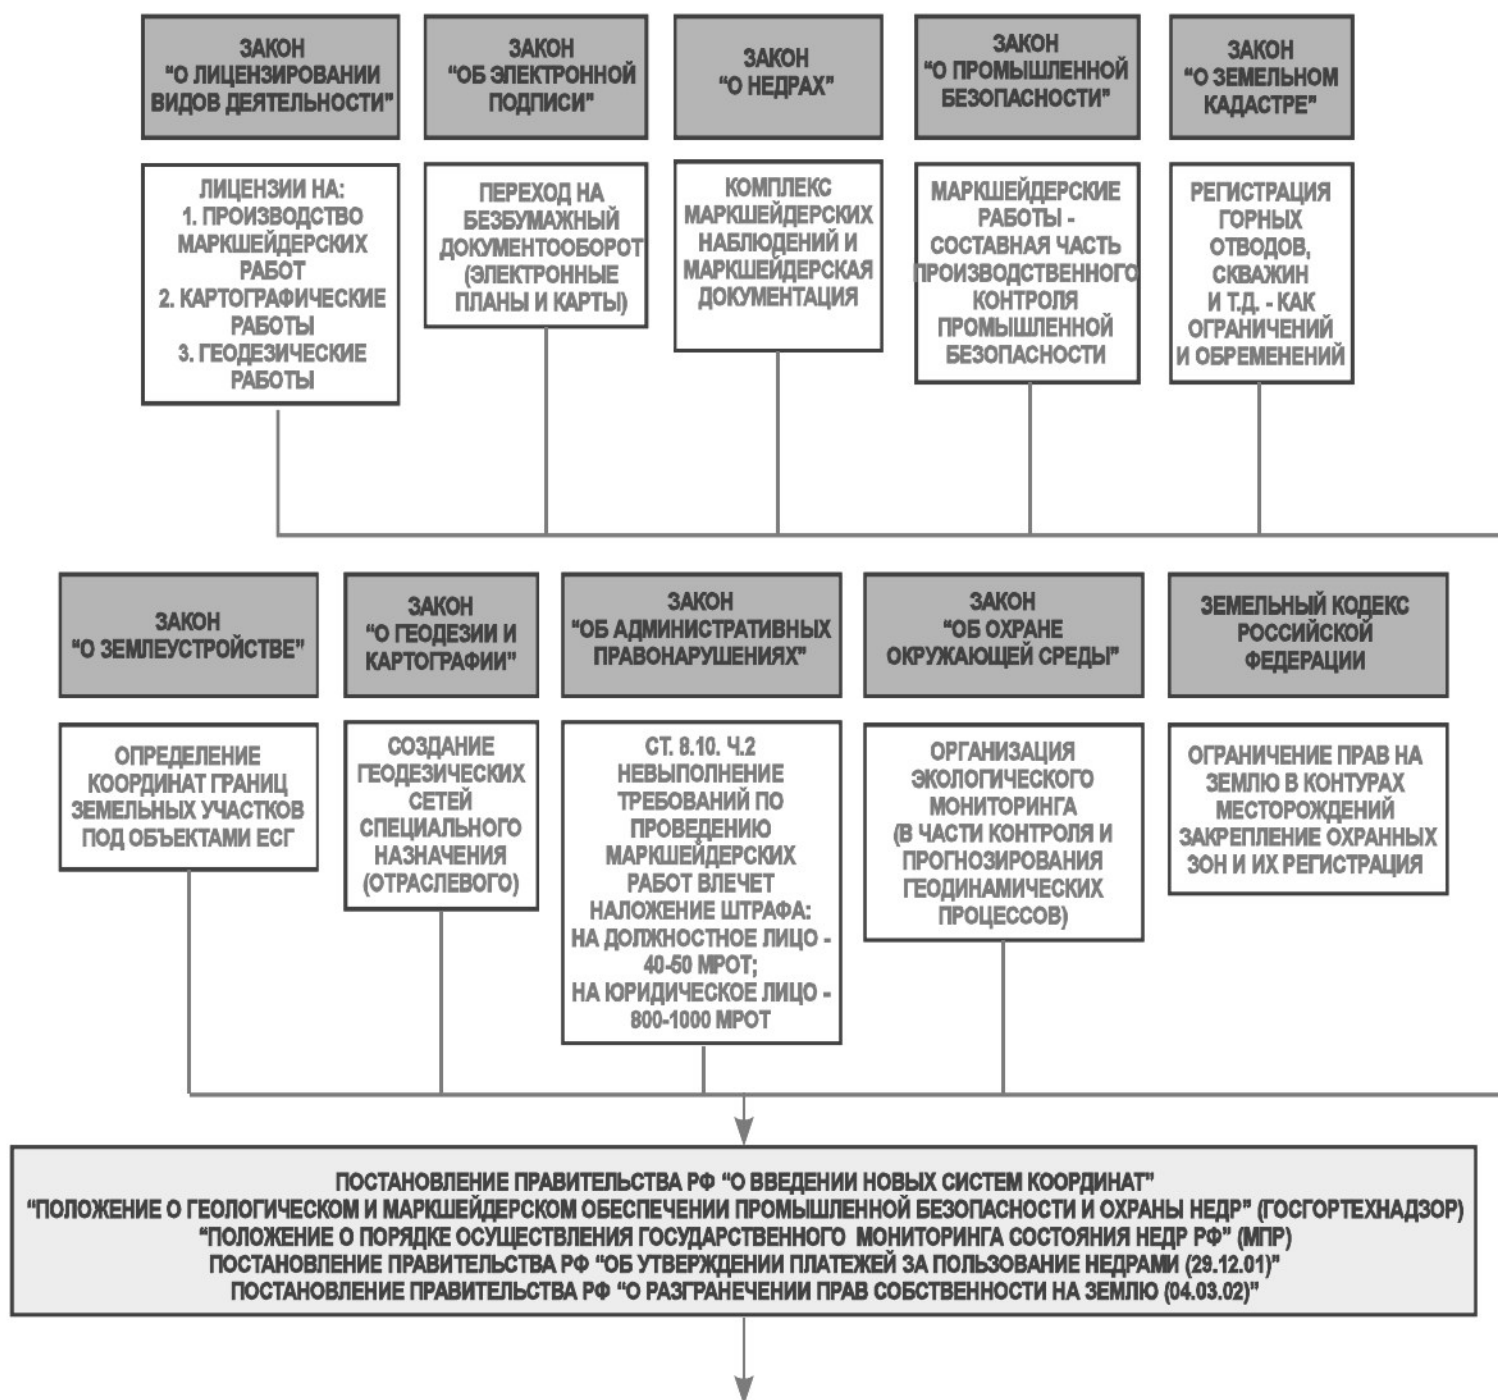 ЗАКОН
“О ЛИЦЕНЗИРОВАНИИ
ВИДОВ ДЕЯТЕЛЬНОСТИ”
ЗАКОН
“ОБ ЭЛЕКТРОННОЙ
ПОДПИСИ”
ЗАКОН
“О НЕДРАХ”
ЗАКОН
“О ПРОМЫШЛЕННОЙ
БЕЗОПАСНОСТИ”
ЗАКОН
“О ЗЕМЕЛЬНОМ
КАДАСТРЕ”
ЛИЦЕНЗИИ НА:
1. ПРОИЗВОДСТВО
МАРКШЕЙДЕРСКИХ
РАБОТ
2. КАРТОГРАФИЧЕСКИЕ
РАБОТЫ
3. ГЕОДЕЗИЧЕСКИЕ
РАБОТЫ
ПЕРЕХОД НА
БЕЗБУМАЖНЫЙ
ДОКУМЕНТООБОРОТ
(ЭЛЕКТРОННЫЕ
ПЛАНЫ И КАРТЫ)
КОМПЛЕКС
МАРКШЕЙДЕРСКИХ
НАБЛЮДЕНИЙ И
МАРКШЕЙДЕРСКАЯ
ДОКУМЕНТАЦИЯ
МАРКШЕЙДЕРСКИЕ
РАБОТЫ -
СОСТАВНАЯ ЧАСТЬ
ПРОИЗВОДСТВЕННОГО
КОНТРОЛЯ
ПРОМЫШЛЕННОЙ
БЕЗОПАСНОСТИ
РЕГИСТРАЦИЯ
ГОРНЫХ
ОТВОДОВ,
СКВАЖИН
И Т.Д. - КАК
ОГРАНИЧЕНИЙ
И ОБРЕМЕНЕНИЙ
ЗАКОН
“О ЗЕМЛЕУСТРОЙСТВЕ”
ЗАКОН
“О ГЕОДЕЗИИ И
КАРТОГРАФИИ”
ЗАКОН
“ОБ АДМИНИСТРАТИВНЫХ
ПРАВОНАРУШЕНИЯХ”
ЗАКОН
“ОБ ОХРАНЕ
ОКРУЖАЮЩЕЙ СРЕДЫ”
ЗЕМЕЛЬНЫЙ КОДЕКС
РОССИЙСКОЙ
ФЕДЕРАЦИИ
ОПРЕДЕЛЕНИЕ
КООРДИНАТ ГРАНИЦ
ЗЕМЕЛЬНЫХ УЧАСТКОВ
ПОД ОБЪЕКТАМИ ЕСГ
СОЗДАНИЕ
ГЕОДЕЗИЧЕСКИХ
СЕТЕЙ
СПЕЦИАЛЬНОГО
НАЗНАЧЕНИЯ
(ОТРАСЛЕВОГО)
СТ. 8.10. Ч.2
НЕВЫПОЛНЕНИЕ
ТРЕБОВАНИЙ ПО
ПРОВЕДЕНИЮ
МАРКШЕЙДЕРСКИХ
РАБОТ ВЛЕЧЕТ
НАЛОЖЕНИЕ ШТРАФА:
НА ДОЛЖНОСТНОЕ ЛИЦО -
40-50 МРОТ;
НА ЮРИДИЧЕСКОЕ ЛИЦО -
800-1000 МРОТ
ОРГАНИЗАЦИЯ
ЭКОЛОГИЧЕСКОГО
МОНИТОРИНГА
(В ЧАСТИ КОНТРОЛЯ И
ПРОГНОЗИРОВАНИЯ
ГЕОДИНАМИЧЕСКИХ
ПРОЦЕССОВ)
ОГРАНИЧЕНИЕ ПРАВ НА
ЗЕМЛЮ В КОНТУРАХ
МЕСТОРОЖДЕНИЙ
ЗАКРЕПЛЕНИЕ ОХРАННЫХ
ЗОН И ИХ РЕГИСТРАЦИЯ
ПОСТАНОВЛЕНИЕ ПРАВИТЕЛЬСТВА РФ “О ВВЕДЕНИИ НОВЫХ СИСТЕМ КООРДИНАТ”
“ПОЛОЖЕНИЕ О ГЕОЛОГИЧЕСКОМ И МАРКШЕЙДЕРСКОМ ОБЕСПЕЧЕНИИ ПРОМЫШЛЕННОЙ БЕЗОПАСНОСТИ И ОХРАНЫ НЕДР” (ГОСГОРТЕХНАДЗОР)
“ПОЛОЖЕНИЕ О ПОРЯДКЕ ОСУЩЕСТВЛЕНИЯ ГОСУДАРСТВЕННОГО МОНИТОРИНГА СОСТОЯНИЯ НЕДР РФ” (МПР)
ПОСТАНОВЛЕНИЕ ПРАВИТЕЛЬСТВА РФ “ОБ УТВЕРЖДЕНИИ ПЛАТЕЖЕЙ ЗА ПОЛЬЗОВАНИЕ НЕДРАМИ (29.12.01)”
ПОСТАНОВЛЕНИЕ ПРАВИТЕЛЬСТВА РФ “О РАЗГРАНЕЧЕНИИ ПРАВ СОБСТВЕННОСТИ НА ЗЕМЛЮ (04.03.02)”